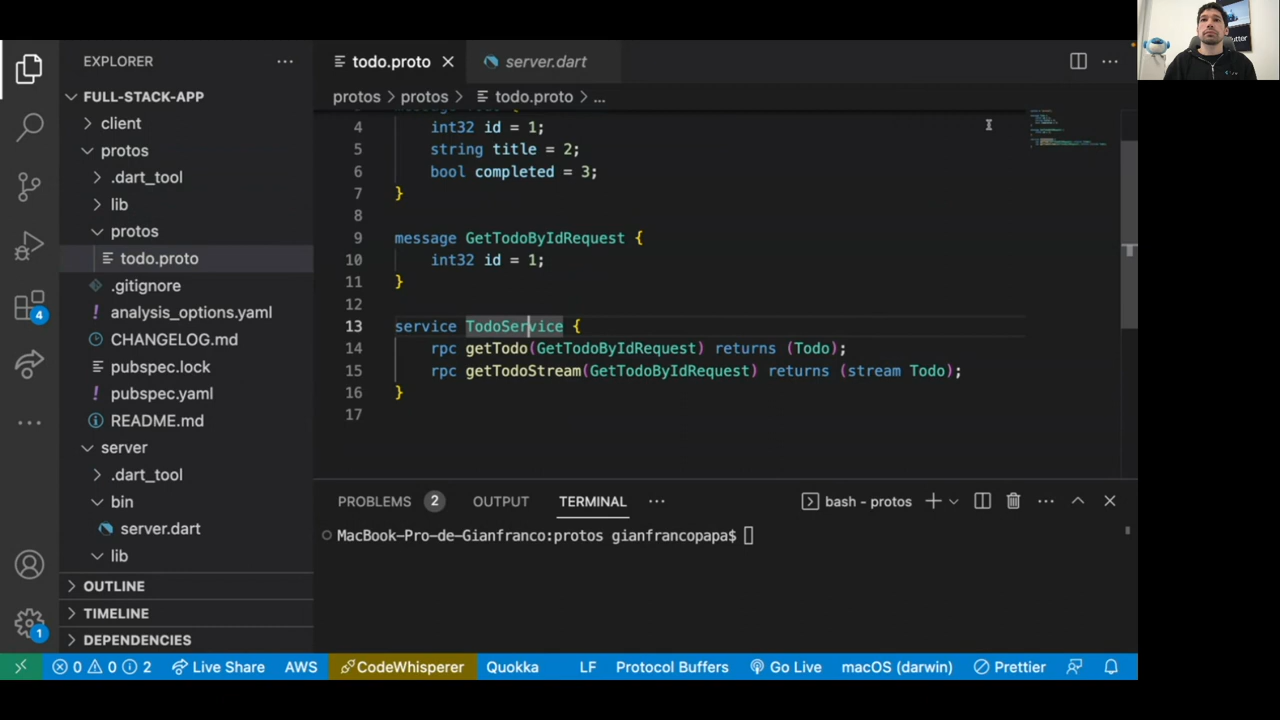 EXPLORER
FULL-STACK-APP
client
protos
.dart_tool
lib
protos
todo.proto
.gitignore
analysis_options.yaml
CHANGELOG.md
pubspec.lock
pubspec.yaml
README.md
server
.dart_tool
bin
server.dart
lib
OUTLINE
TIMELINE
DEPENDENCIES
4
1
todo.proto
server.dart
protos > protos > todo.proto > ...
4 int32 id = 1;
5 string title = 2;
6 bool completed = 3;
7 }
8
9 message GetTodoByIdRequest {
10 int32 id = 1;
11 }
12
13 service TodoService {
14 rpc getTodo(GetTodoByIdRequest) returns (Todo);
15 rpc getTodoStream(GetTodoByIdRequest) returns (stream Todo);
16 }
17
PROBLEMS 2 OUTPUT TERMINAL ... bash - protos
MacBook-Pro-de-Gianfranco:protos gianfrancopapa$
0 0 2 Live Share AWS CodeWhisperer Quokka LF Protocol Buffers Go Live macOS (darwin) Prettier